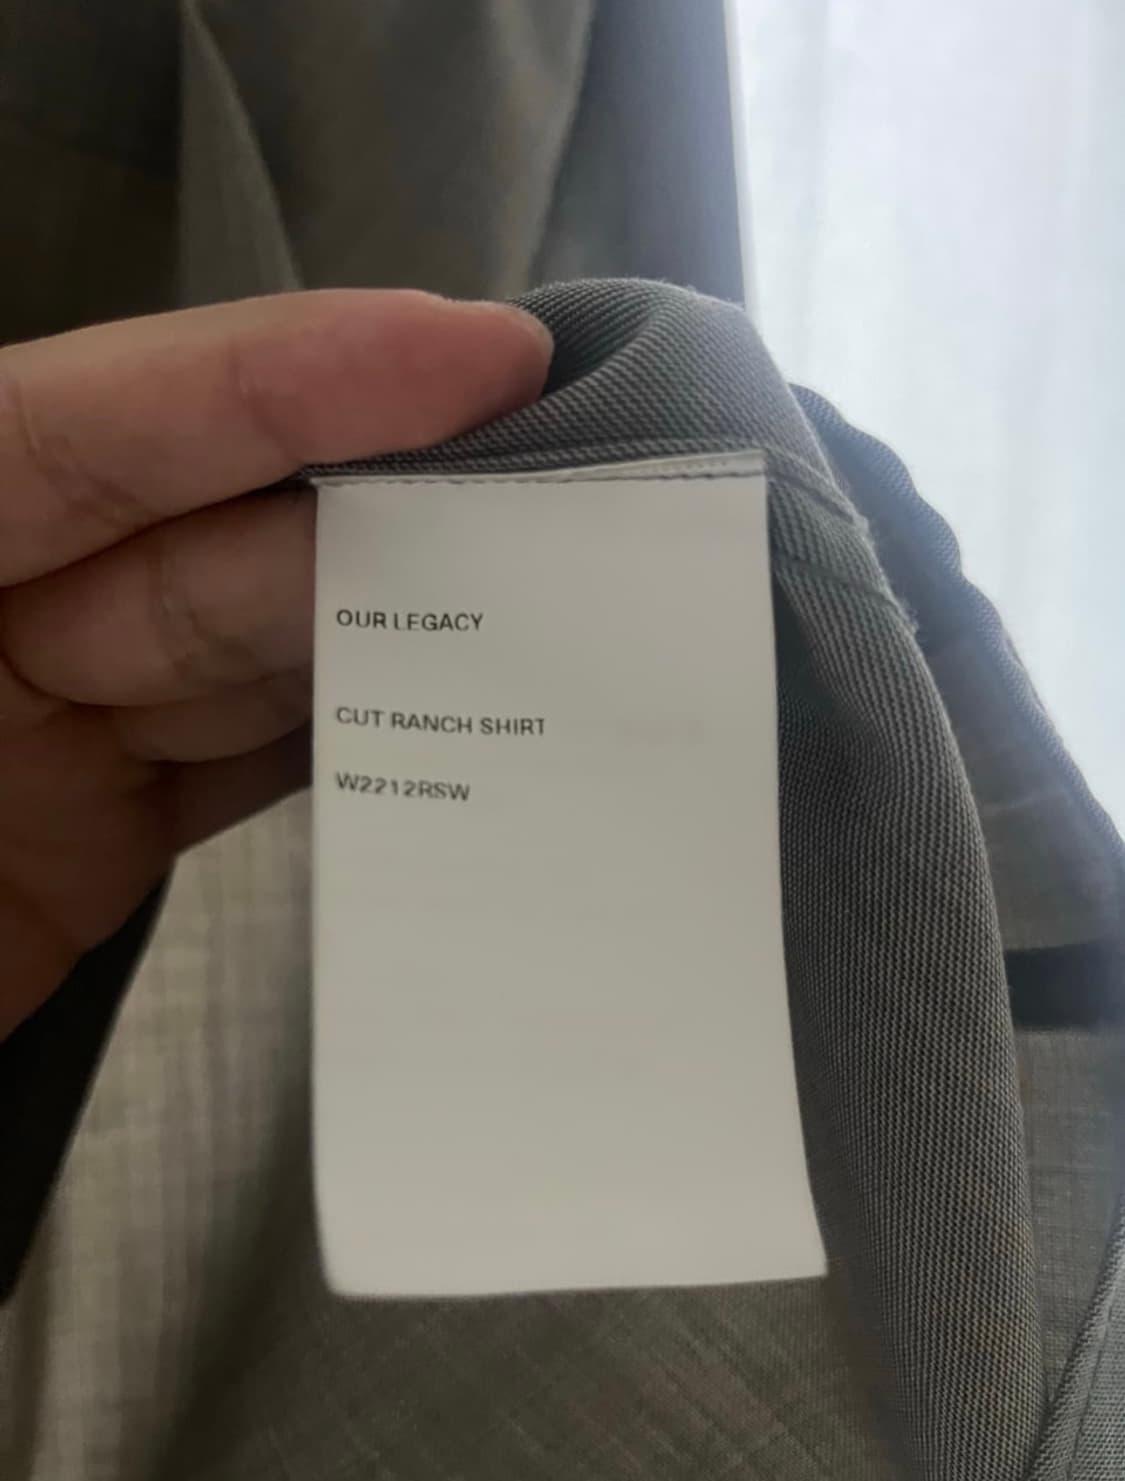 OUR LEGACY
CUT RANCH SHIRT
W2212RSW